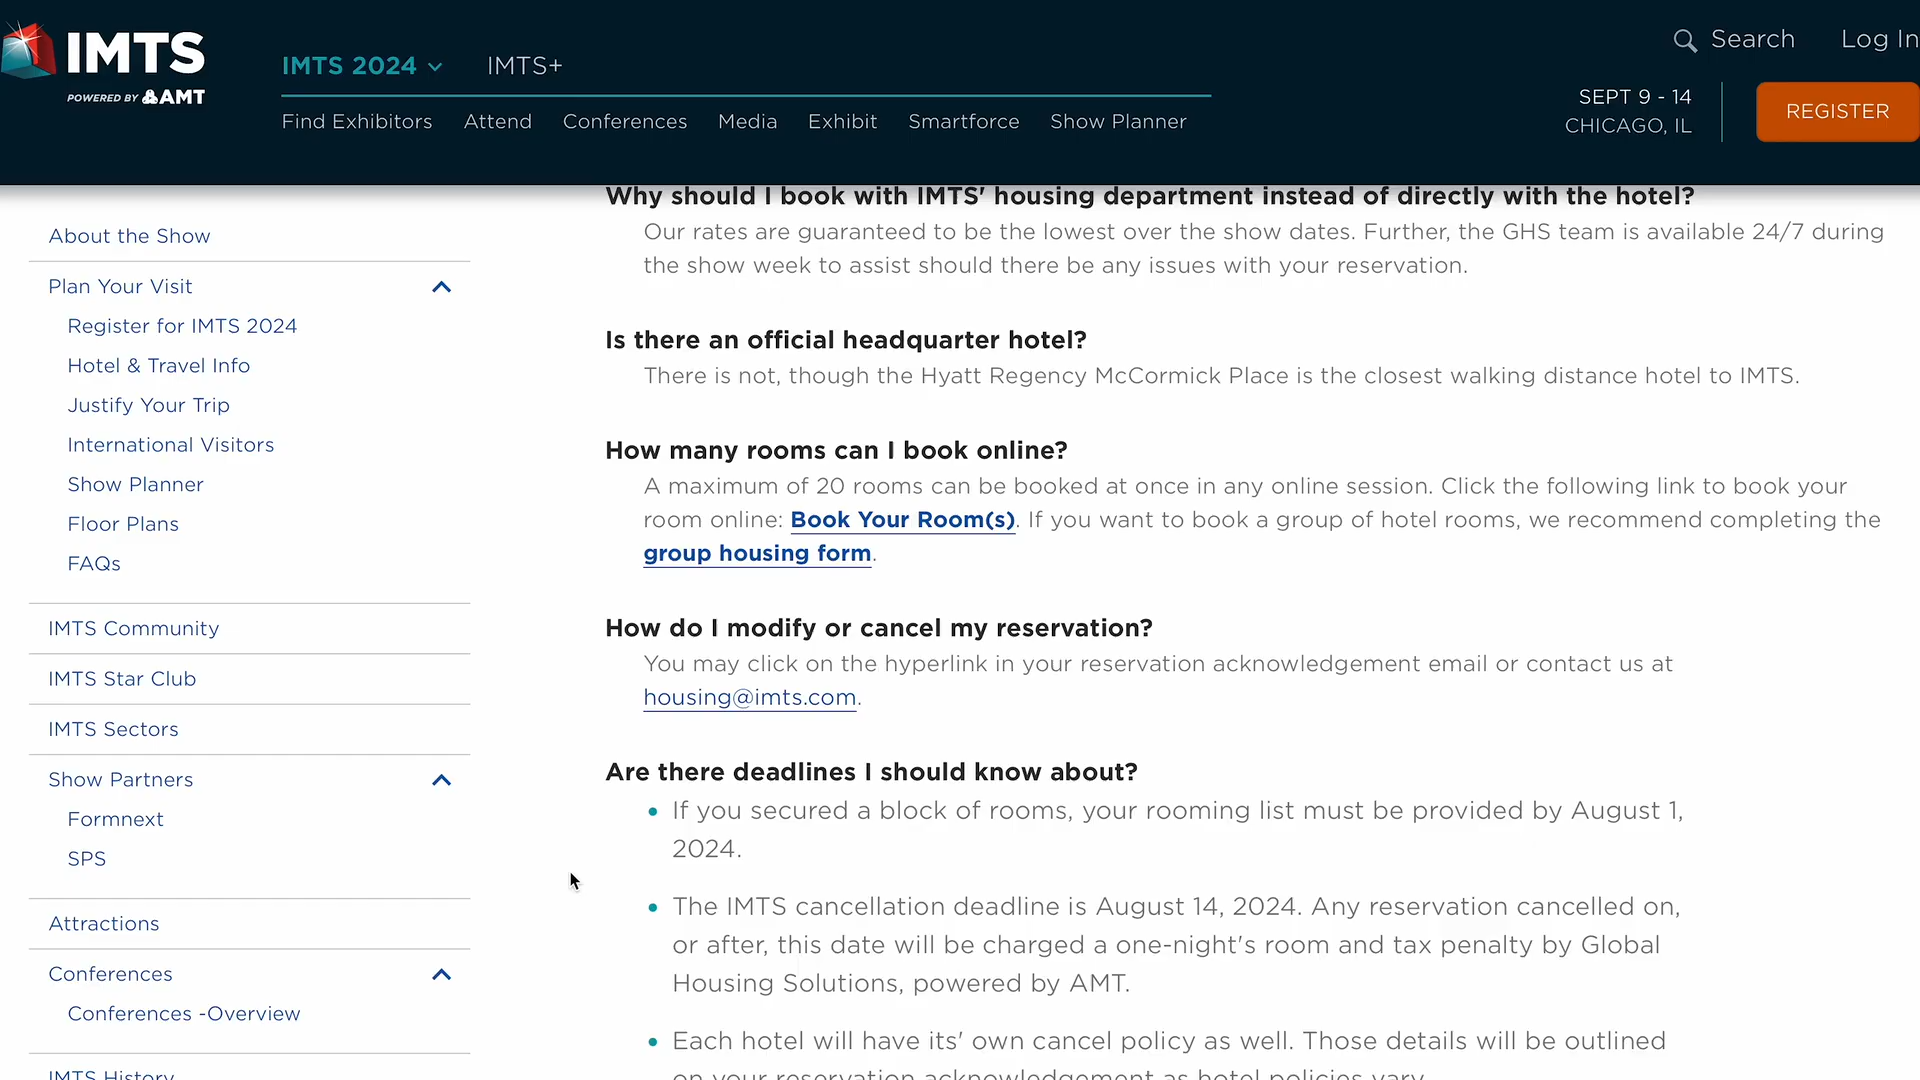 IMTS
POWERED BY AMT
IMTS 2024
IMTS+
Search
Log In
SEPT 9 - 14
CHICAGO, IL
REGISTER
Find Exhibitors
Attend
Conferences
Media
Exhibit
Smartforce
Show Planner
About the Show
Plan Your Visit
Register for IMTS 2024
Hotel & Travel Info
Justify Your Trip
International Visitors
Show Planner
Floor Plans
FAQs
IMTS Community
IMTS Star Club
IMTS Sectors
Show Partners
Formnext
SPS
Attractions
Conferences
Conferences -Overview
IMTS History
Why should I book with IMTS' housing department instead of directly with the hotel?
Our rates are guaranteed to be the lowest over the show dates. Further, the GHS team is available 24/7 during
the show week to assist should there be any issues with your reservation.
Is there an official headquarter hotel?
There is not, though the Hyatt Regency McCormick Place is the closest walking distance hotel to IMTS.
How many rooms can I book online?
A maximum of 20 rooms can be booked at once in any online session. Click the following link to book your
room online: Book Your Room(s). If you want to book a group of hotel rooms, we recommend completing the
group housing form.
How do I modify or cancel my reservation?
You may click on the hyperlink in your reservation acknowledgement email or contact us at
housing@imts.com.
Are there deadlines I should know about?
• If you secured a block of rooms, your rooming list must be provided by August 1,
2024.
• The IMTS cancellation deadline is August 14, 2024. Any reservation cancelled on,
or after, this date will be charged a one-night's room and tax penalty by Global
Housing Solutions, powered by AMT.
• Each hotel will have its' own cancel policy as well. Those details will be outlined
on your reservation acknowledgement as hotel policies vary.